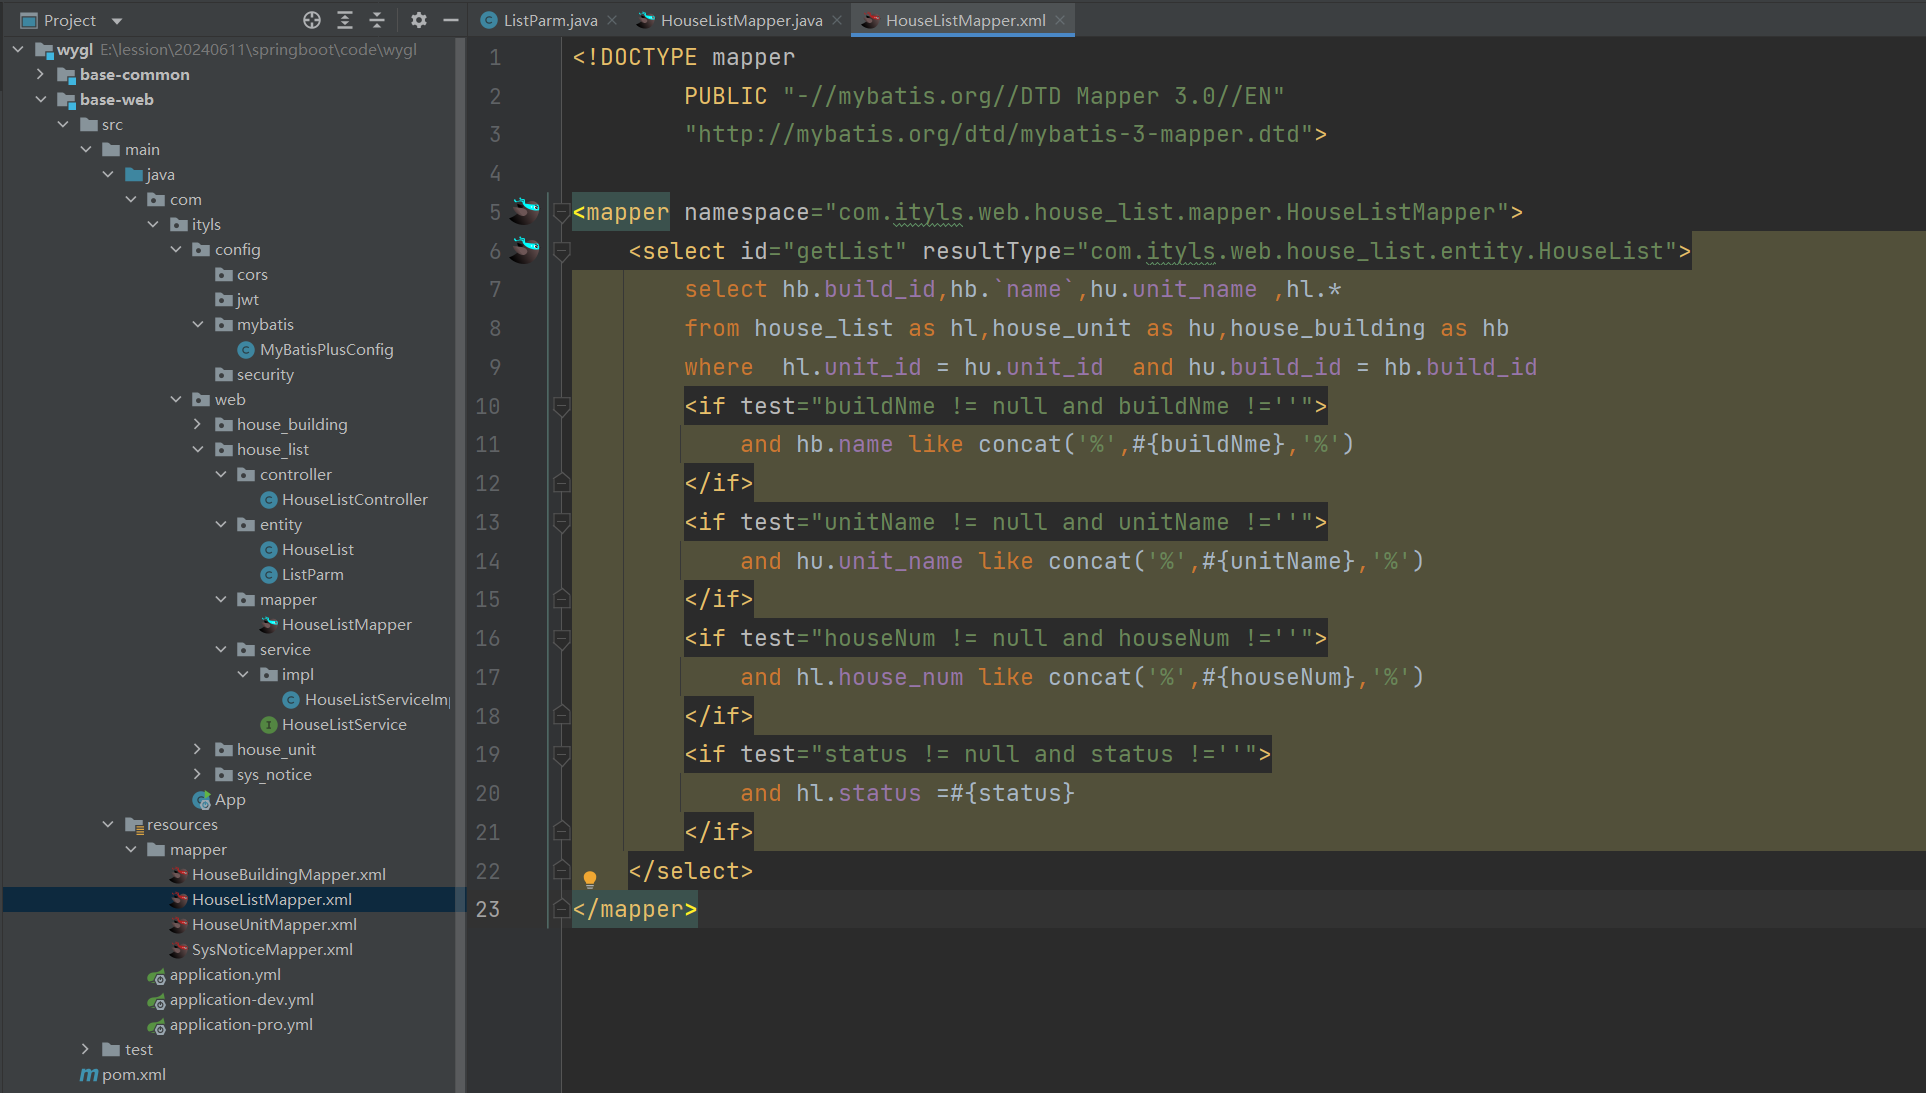 Project
ListParm.java
HouseListMapper.java
HouseListMapper.xml
wygl E:\lession\20240611\springboot\code\wygl
base-common
base-web
src
main
java
com
ityls
config
cors
jwt
mybatis
MyBatisPlusConfig
security
web
house_building
house_list
controller
HouseListController
entity
HouseList
ListParm
mapper
HouseListMapper
service
impl
HouseListServiceImp
HouseListService
house_unit
sys_notice
App
resources
mapper
HouseBuildingMapper.xml
HouseListMapper.xml
HouseUnitMapper.xml
SysNoticeMapper.xml
application.yml
application-dev.yml
application-pro.yml
test
pom.xml
1 <!DOCTYPE mapper
2 PUBLIC "-//mybatis.org//DTD Mapper 3.0//EN"
3 "http://mybatis.org/dtd/mybatis-3-mapper.dtd">
4
5 <mapper namespace="com.ityls.web.house_list.mapper.HouseListMapper">
6 <select id="getList" resultType="com.ityls.web.house_list.entity.HouseList">
7 select hb.build_id,hb.`name`,hu.unit_name ,hl.*
8 from house_list as hl,house_unit as hu,house_building as hb
9 where  hl.unit_id = hu.unit_id  and hu.build_id = hb.build_id
10 <if test="buildNme != null and buildNme !=''">
11 and hb.name like concat('%',#{buildNme},'%')
12 </if>
13 <if test="unitName != null and unitName !=''">
14 and hu.unit_name like concat('%',#{unitName},'%')
15 </if>
16 <if test="houseNum != null and houseNum !=''">
17 and hl.house_num like concat('%',#{houseNum},'%')
18 </if>
19 <if test="status != null and status !=''">
20 and hl.status =#{status}
21 </if>
22 </select>
23 </mapper>